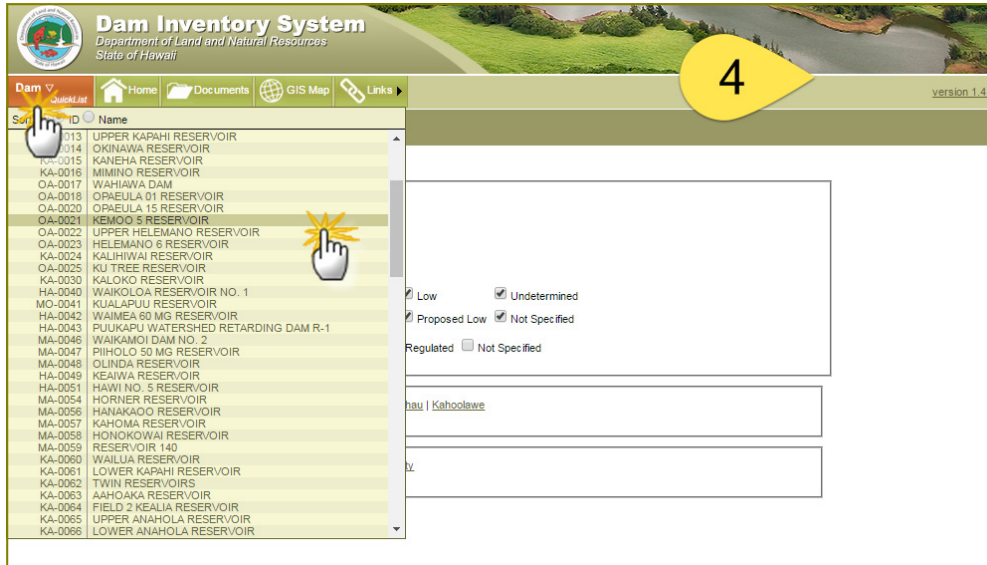 Dam Inventory System
Department of Land and Natural Resources
State of Hawaii
4
Dam QuickList Home Documents GIS Map Links
version 1.4
ID Name
0013 UPPER KAPAHI RESERVOIR
0014 OKINAWA RESERVOIR
KA-0015 KANEHA RESERVOIR
KA-0016 MIMINO RESERVOIR
OA-0017 WAHIAWA DAM
OA-0018 OPAEULA 01 RESERVOIR
OA-0020 OPAEULA 15 RESERVOIR
OA-0021 KEMOO 5 RESERVOIR
OA-0022 UPPER HELEMANO RESERVOIR
OA-0023 HELEMANO 6 RESERVOIR
KA-0024 KALIHIWAI RESERVOIR
OA-0025 KU TREE RESERVOIR
KA-0030 KALOKO RESERVOIR
HA-0040 WAIKOLOA RESERVOIR NO. 1
MO-0041 KUALAPUU RESERVOIR
HA-0042 WAIMEA 60 MG RESERVOIR
HA-0043 PUUKAPU WATERSHED RETARDING DAM R-1
MA-0046 WAIKAMOI DAM NO. 2
MA-0047 PIIHOLO 50 MG RESERVOIR
MA-0048 OLINDA RESERVOIR
HA-0049 KEAIWA RESERVOIR
HA-0051 HAWI NO. 5 RESERVOIR
MA-0054 HORNER RESERVOIR
MA-0056 HANAKAOO RESERVOIR
MA-0057 KAHOMA RESERVOIR
MA-0058 HONOKOWAI RESERVOIR
MA-0059 RESERVOIR 140
KA-0060 WAILUA RESERVOIR
KA-0061 LOWER KAPAHI RESERVOIR
KA-0062 TWIN RESERVOIRS
KA-0063 AAHOAKA RESERVOIR
KA-0064 FIELD 2 KEALIA RESERVOIR
KA-0065 UPPER ANAHOLA RESERVOIR
KA-0066 LOWER ANAHOLA RESERVOIR
Low Undetermined
Proposed Low Not Specified
Regulated Not Specified
hau | Kahoolawe
ty